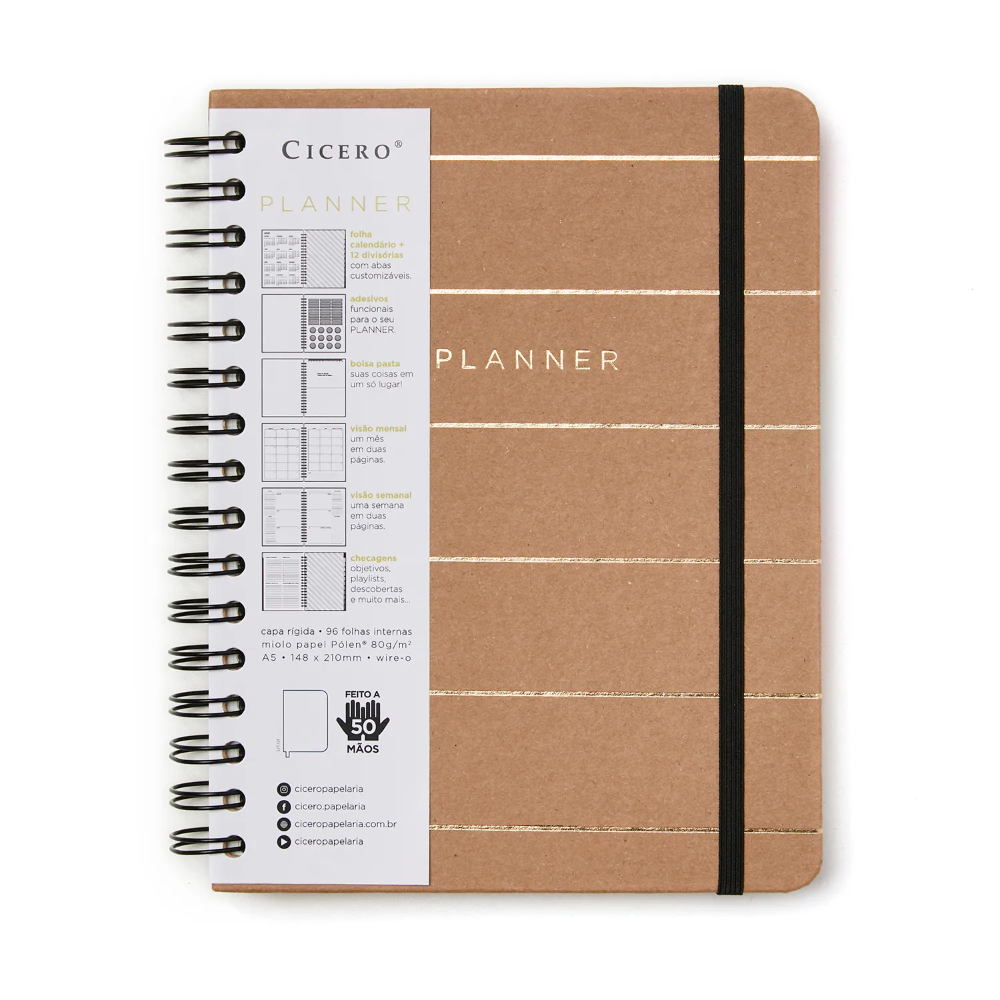 CICERO®
PLANNER
folha
calendário +
12 divisórias
com abas
customizáveis.
adesivos
funcionais
para o seu
PLANNER.
bolsa pasta
suas coisas em
um só lugar!
visão mensal
um mês
em duas
páginas.
visão semanal
uma semana
em duas
páginas.
checagens
objetivos,
playlists,
descobertas
e muito mais...
capa rígida • 96 folhas internas
miolo papel Pólen® 80g/m²
A5 • 148 x 210mm • wire-o
FEITO A
50
MÃOS
ciceropapelaria
cicero.papelaria
ciceropapelaria.com.br
ciceropapelaria
PLANNER